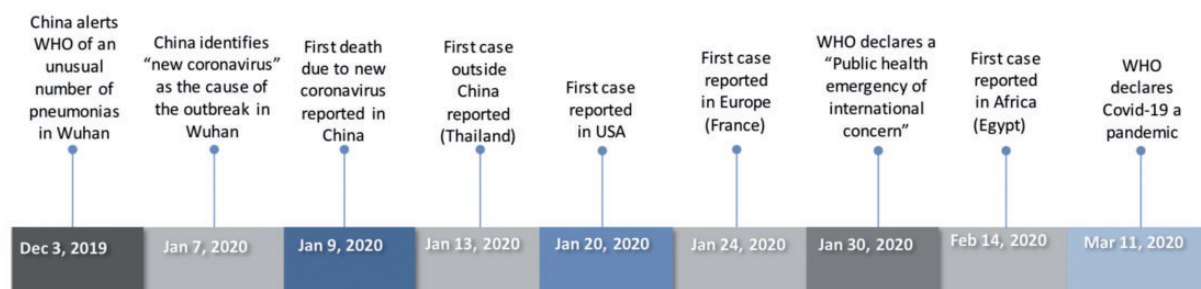 China alerts
WHO of an
unusual
number of
pneumonias
in Wuhan
China identifies
“new coronavirus”
as the cause of
the outbreak in
Wuhan
First death
due to new
coronavirus
reported in
China
First case
outside
China
reported
(Thailand)
First case
reported
in USA
First case
reported
in Europe
(France)
WHO declares a
“Public health
emergency of
international
concern”
First case
reported
in Africa
(Egypt)
WHO
declares
Covid-19 a
pandemic
Dec 3, 2019
Jan 7, 2020
Jan 9, 2020
Jan 13, 2020
Jan 20, 2020
Jan 24, 2020
Jan 30, 2020
Feb 14, 2020
Mar 11, 2020